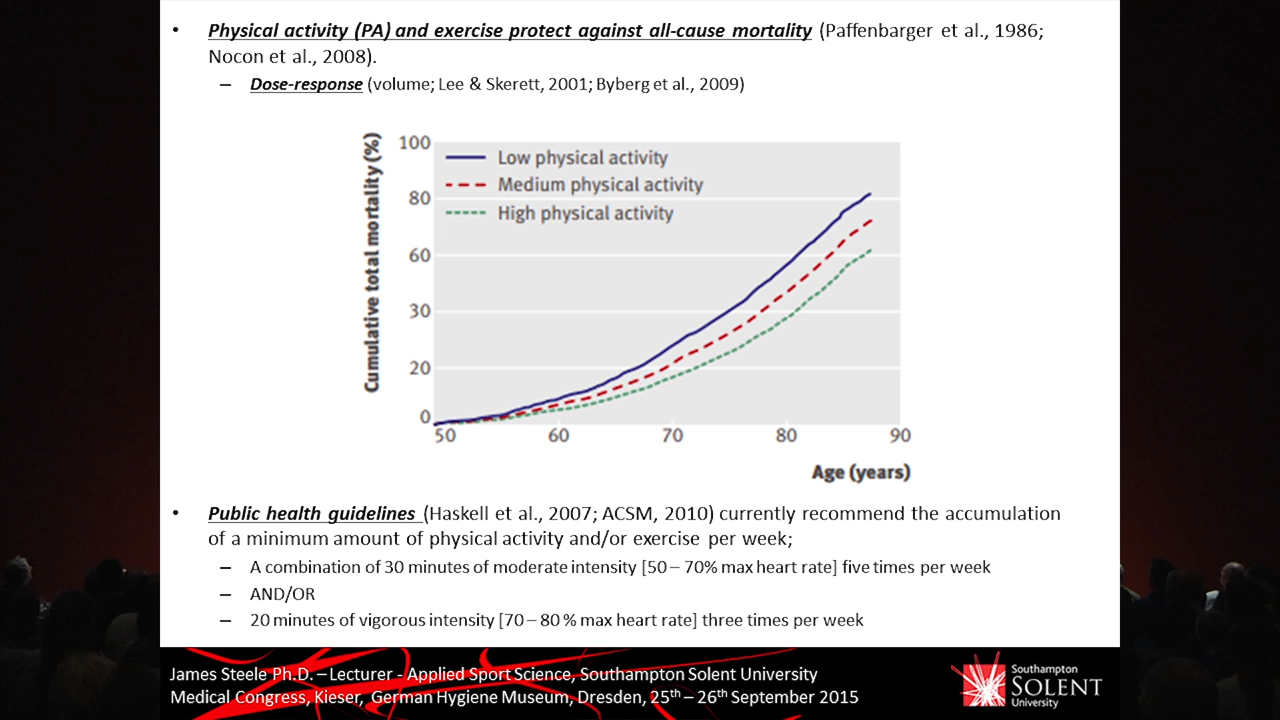 • Physical activity (PA) and exercise protect against all-cause mortality (Paffenbarger et al., 1986;
Nocon et al., 2008).
– Dose-response (volume; Lee & Skerett, 2001; Byberg et al., 2009)
Cumulative total mortality (%)
100
80
60
30
20
0
Low physical activity
Medium physical activity
High physical activity
50 60 70 80 90
Age (years)
• Public health guidelines (Haskell et al., 2007; ACSM, 2010) currently recommend the accumulation
of a minimum amount of physical activity and/or exercise per week;
– A combination of 30 minutes of moderate intensity [50 – 70% max heart rate] five times per week
– AND/OR
– 20 minutes of vigorous intensity [70 – 80 % max heart rate] three times per week
James Steele Ph.D. – Lecturer - Applied Sport Science, Southampton Solent University
Medical Congress, Kieser, German Hygiene Museum, Dresden, 25th – 26th September 2015
Southampton
SOLENT
University